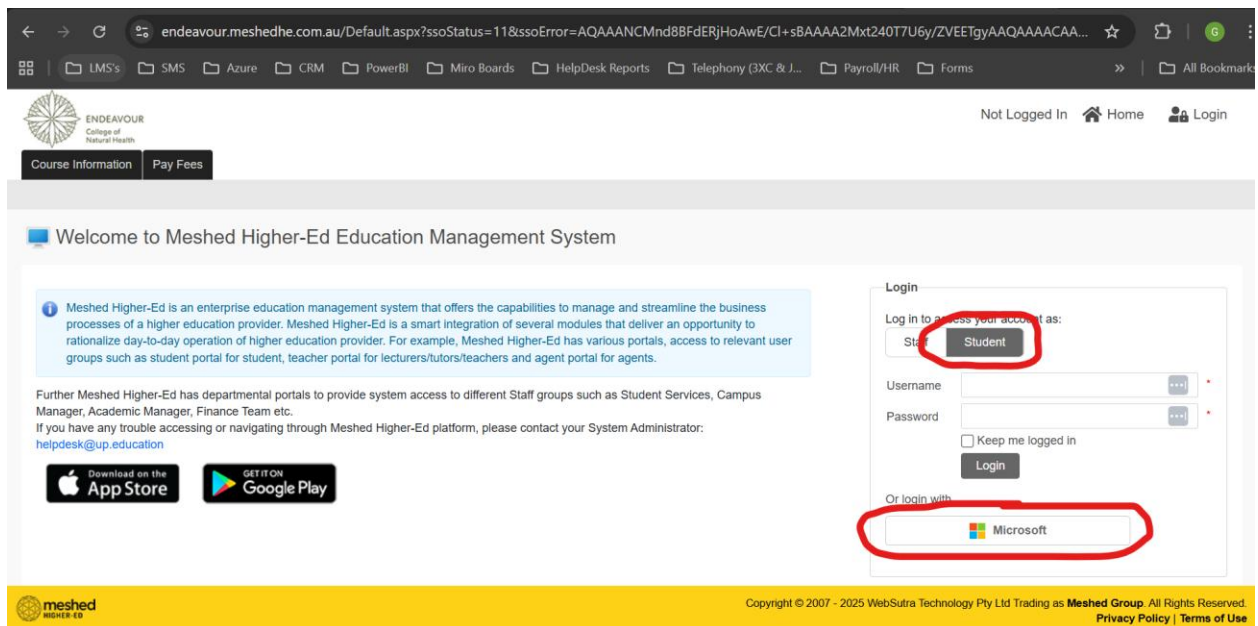 endeavour.meshedhe.com.au/Default.aspx?ssoStatus=11&ssoError=AQAAANCMnd8BFdERjHoAwE/Cl+sBAAAA2Mxt240T7U6y/ZVEETgyAAQAAAACAA...
G
LMS's SMS Azure CRM PowerBI Miro Boards HelpDesk Reports Telephony (3XC & J... Payroll/HR Forms » All Bookmarks
ENDEAVOUR
College of
Natural Health
Not Logged In Home Login
Course Information Pay Fees
Welcome to Meshed Higher-Ed Education Management System
Meshed Higher-Ed is an enterprise education management system that offers the capabilities to manage and streamline the business
processes of a higher education provider. Meshed Higher-Ed is a smart integration of several modules that deliver an opportunity to
rationalize day-to-day operation of higher education provider. For example, Meshed Higher-Ed has various portals, access to relevant user
groups such as student portal for student, teacher portal for lecturers/tutors/teachers and agent portal for agents.
Further Meshed Higher-Ed has departmental portals to provide system access to different Staff groups such as Student Services, Campus
Manager, Academic Manager, Finance Team etc.
If you have any trouble accessing or navigating through Meshed Higher-Ed platform, please contact your System Administrator:
helpdesk@up.education
Download on the
App Store
GET IT ON
Google Play
Login
Log in to access your account as:
Staff Student
Username *
Password *
Keep me logged in
Login
Or login with
Microsoft
meshed
HIGHER-ED
Copyright © 2007 - 2025 WebSutra Technology Pty Ltd Trading as Meshed Group. All Rights Reserved.
Privacy Policy | Terms of Use